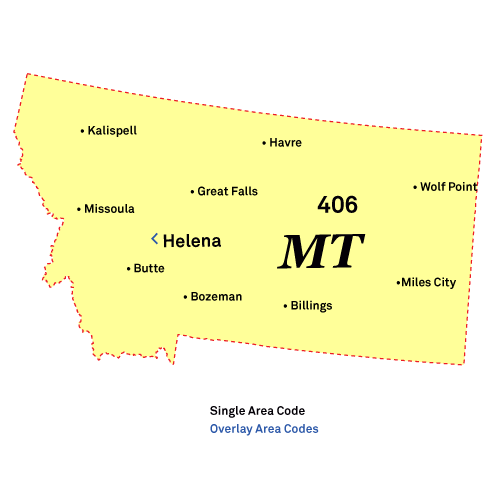 Kalispell
Havre
Great Falls
Wolf Point
406
Missoula
Helena
MT
Butte
Miles City
Bozeman
Billings
Single Area Code
Overlay Area Codes